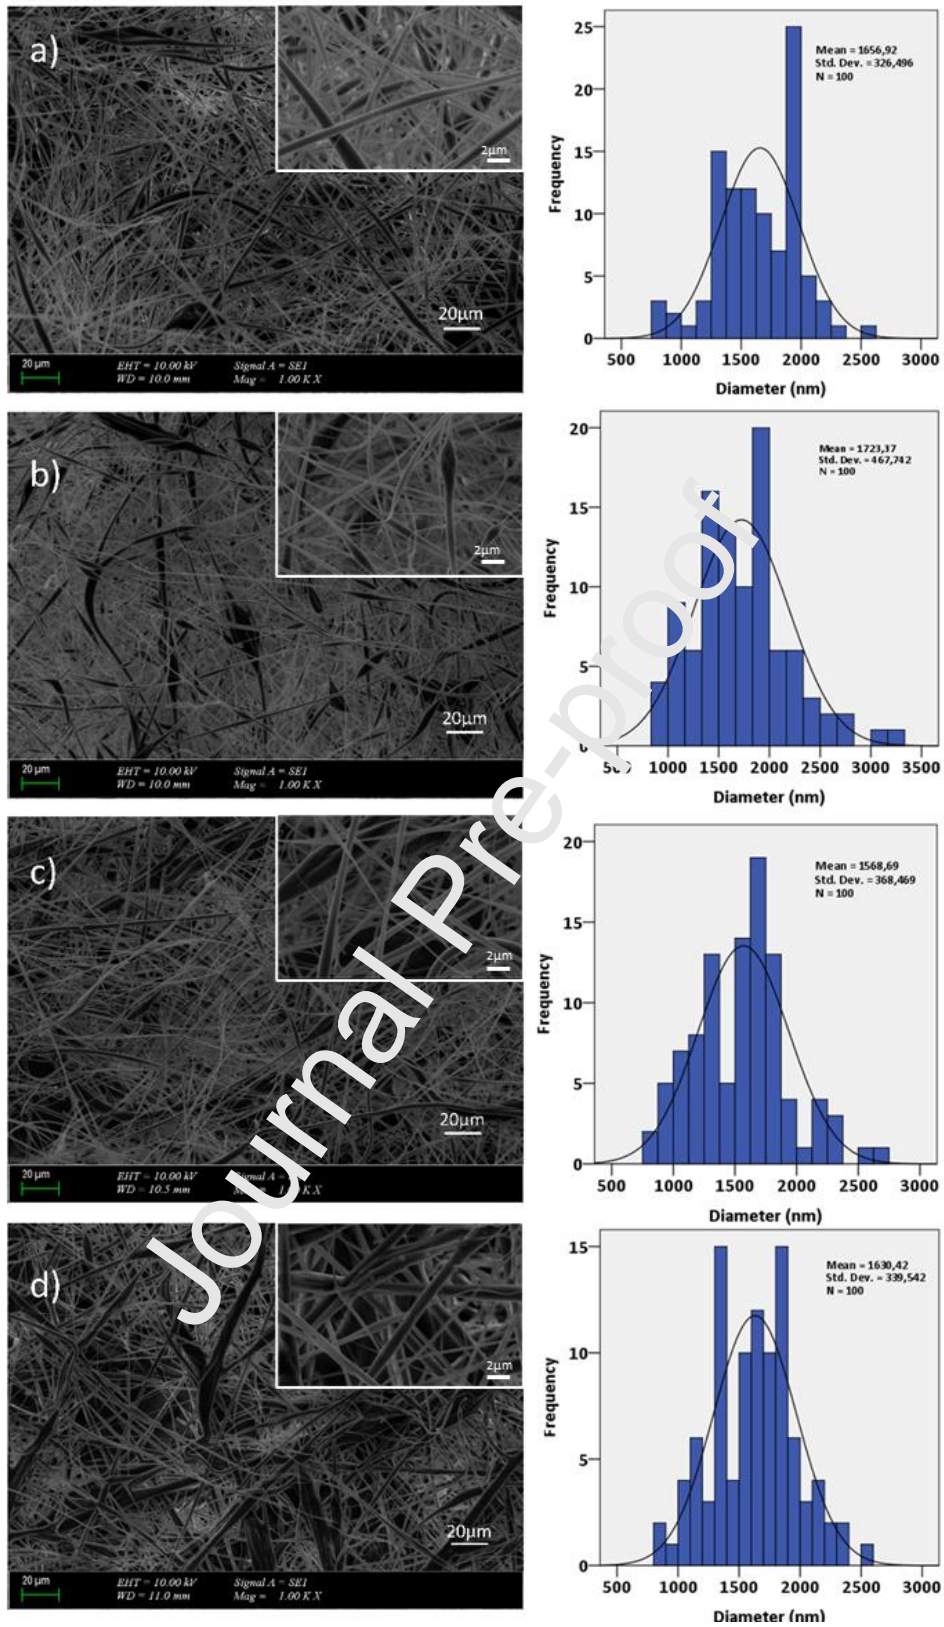 a)
2μm
20μm
20 μm
EHT = 10.00 kV Signal A = SE1
WD = 10.0 mm Mag = 1.00 K X
25
20
15
10
5
0
Frequency
Mean = 1656,92
Std. Dev. = 326,496
N = 100
500 1000 1500 2000 2500 3000
Diameter (nm)
b)
2μm
20μm
20 μm
EHT = 10.00 kV Signal A = SE1
WD = 10.0 mm Mag = 1.00 K X
20
15
10
5
0
Frequency
Mean = 1723,37
Std. Dev. = 467,742
N = 100
1000 1500 2000 2500 3000 3500
Diameter (nm)
c)
2μm
20μm
20 μm
EHT = 10.00 kV Signal A =
WD = 10.5 mm K X
20
15
10
5
0
Frequency
Mean = 1568,69
Std. Dev. = 368,469
N = 100
500 1000 1500 2000 2500 3000
Diameter (nm)
d)
2μm
20μm
20 μm
EHT = 10.00 kV Signal A = SE1
WD = 11.0 mm Mag = 1.00 K X
15
10
5
0
Frequency
Mean = 1630,42
Std. Dev. = 339,542
N = 100
500 1000 1500 2000 2500 3000
Diameter (nm)
Journal Pre-proof